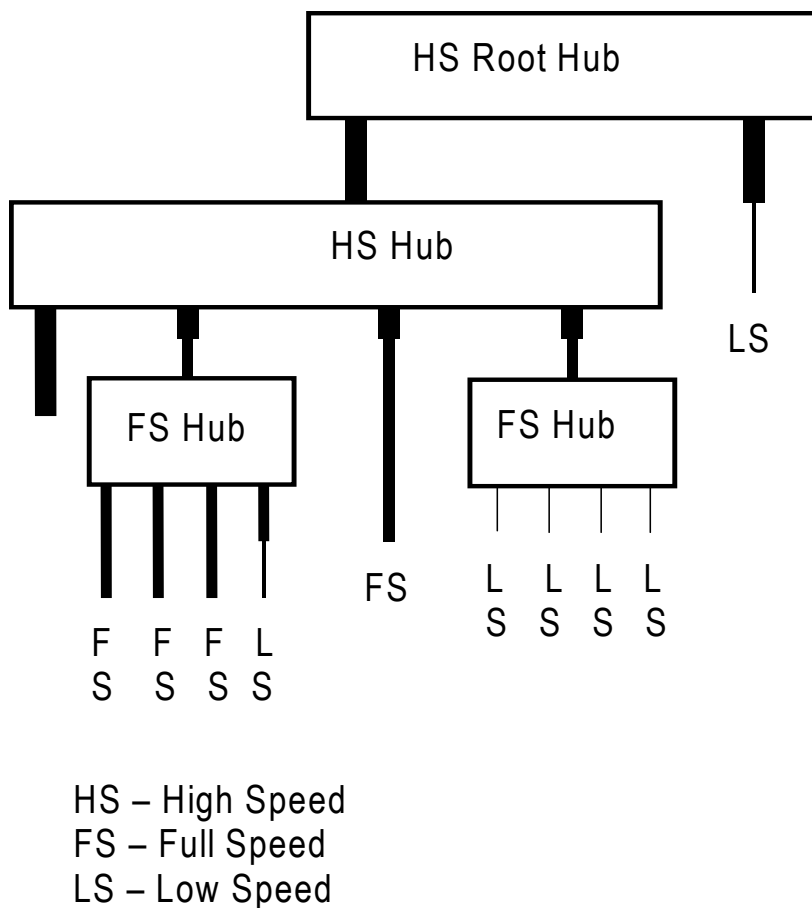 HS Root Hub
HS Hub
LS
FS Hub
FS Hub
FS
L L L L
S S S S
F F F L
S S S S
HS – High Speed
FS – Full Speed
LS – Low Speed